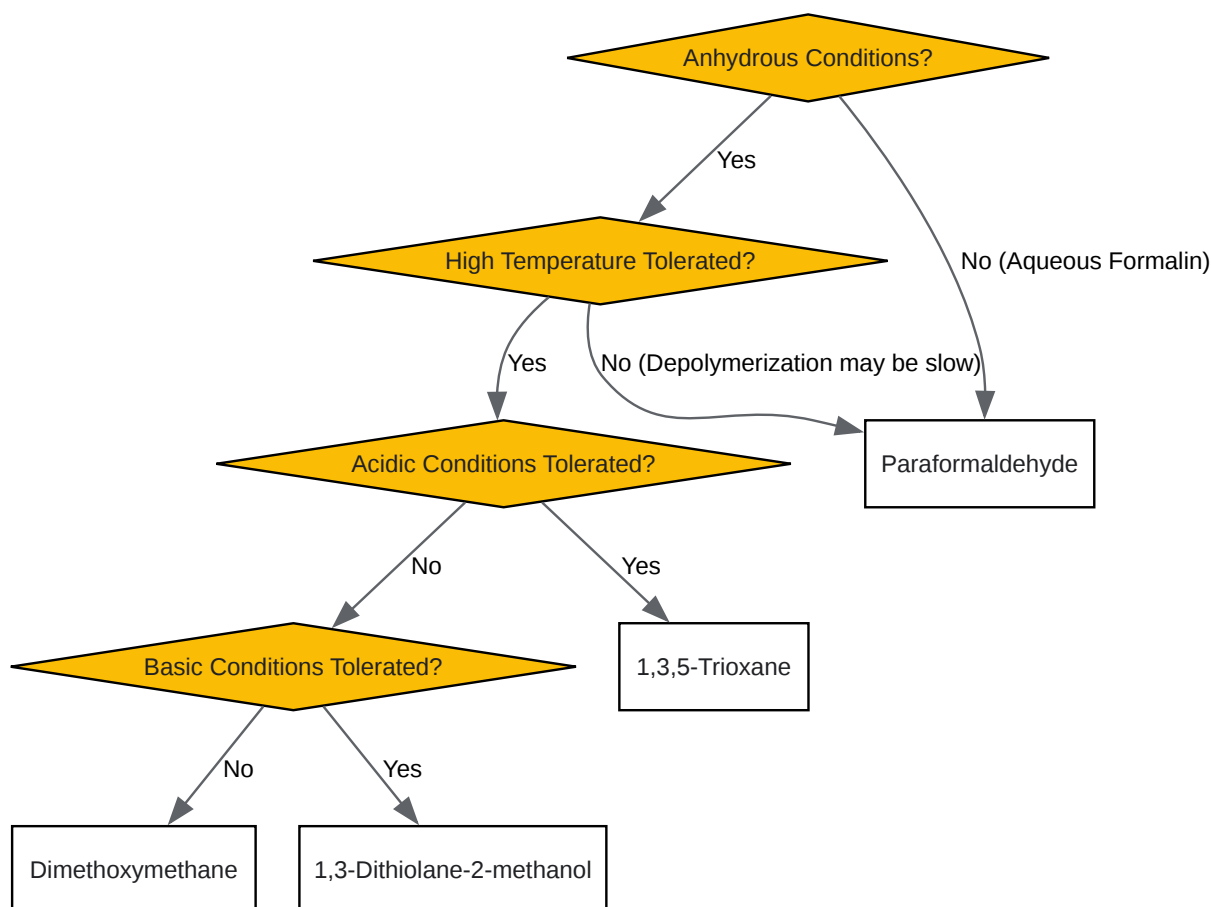 Anhydrous Conditions?
Yes
No (Aqueous Formalin)
High Temperature Tolerated?
Yes
No (Depolymerization may be slow)
Acidic Conditions Tolerated?
Paraformaldehyde
No
Yes
Basic Conditions Tolerated?
1,3,5-Trioxane
No
Yes
Dimethoxymethane
1,3-Dithiolane-2-methanol